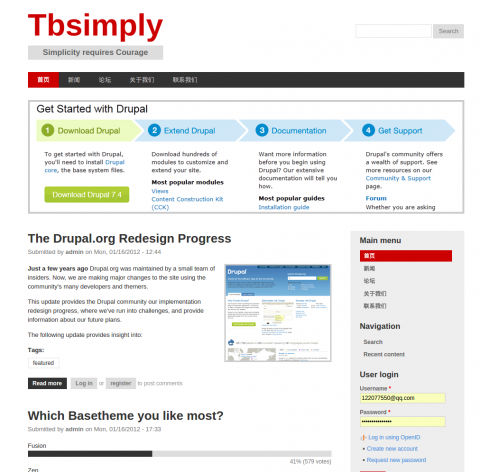 Tbsimply
Simplicity requires Courage
Search
首页 新闻 论坛 关于我们 联系我们
Get Started with Drupal
1 Download Drupal
2 Extend Drupal
3 Documentation
4 Get Support
To get started with Drupal,
you'll need to install Drupal
core, the base system files.
Download Drupal 7.4
Download hundreds of
modules to customize and
extend your site.
Most popular modules
Views
Content Construction Kit
(CCK)
Want more information
before you begin using
Drupal? Our extensive
documentation will tell you
how.
Most popular guides
Installation guide
Drupal's community offers
a wealth of support. See
more resources on our
Community & Support
page.
Forum
Whether you are asking
The Drupal.org Redesign Progress
Submitted by admin on Mon, 01/16/2012 - 12:44
Just a few years ago Drupal.org was maintained by a small team of
insiders. Now, we are making major changes to the site using the
community's many developers and themers.
This update provides the Drupal community our implementation
redesign progress, where we've run into challenges, and provide
information about our future plans.
The following update provides insight into:
Drupal
Tags:
featured
Read more Log in or register to post comments
Which Basetheme you like most?
Submitted by admin on Mon, 01/16/2012 - 17:33
Fusion
41% (579 votes)
Zen
Main menu
首页
新闻
论坛
关于我们
联系我们
Navigation
Search
Recent content
User login
Username *
122077550@qq.com
Password *
•••••••••••••••
Log in using OpenID
Create new account
Request new password